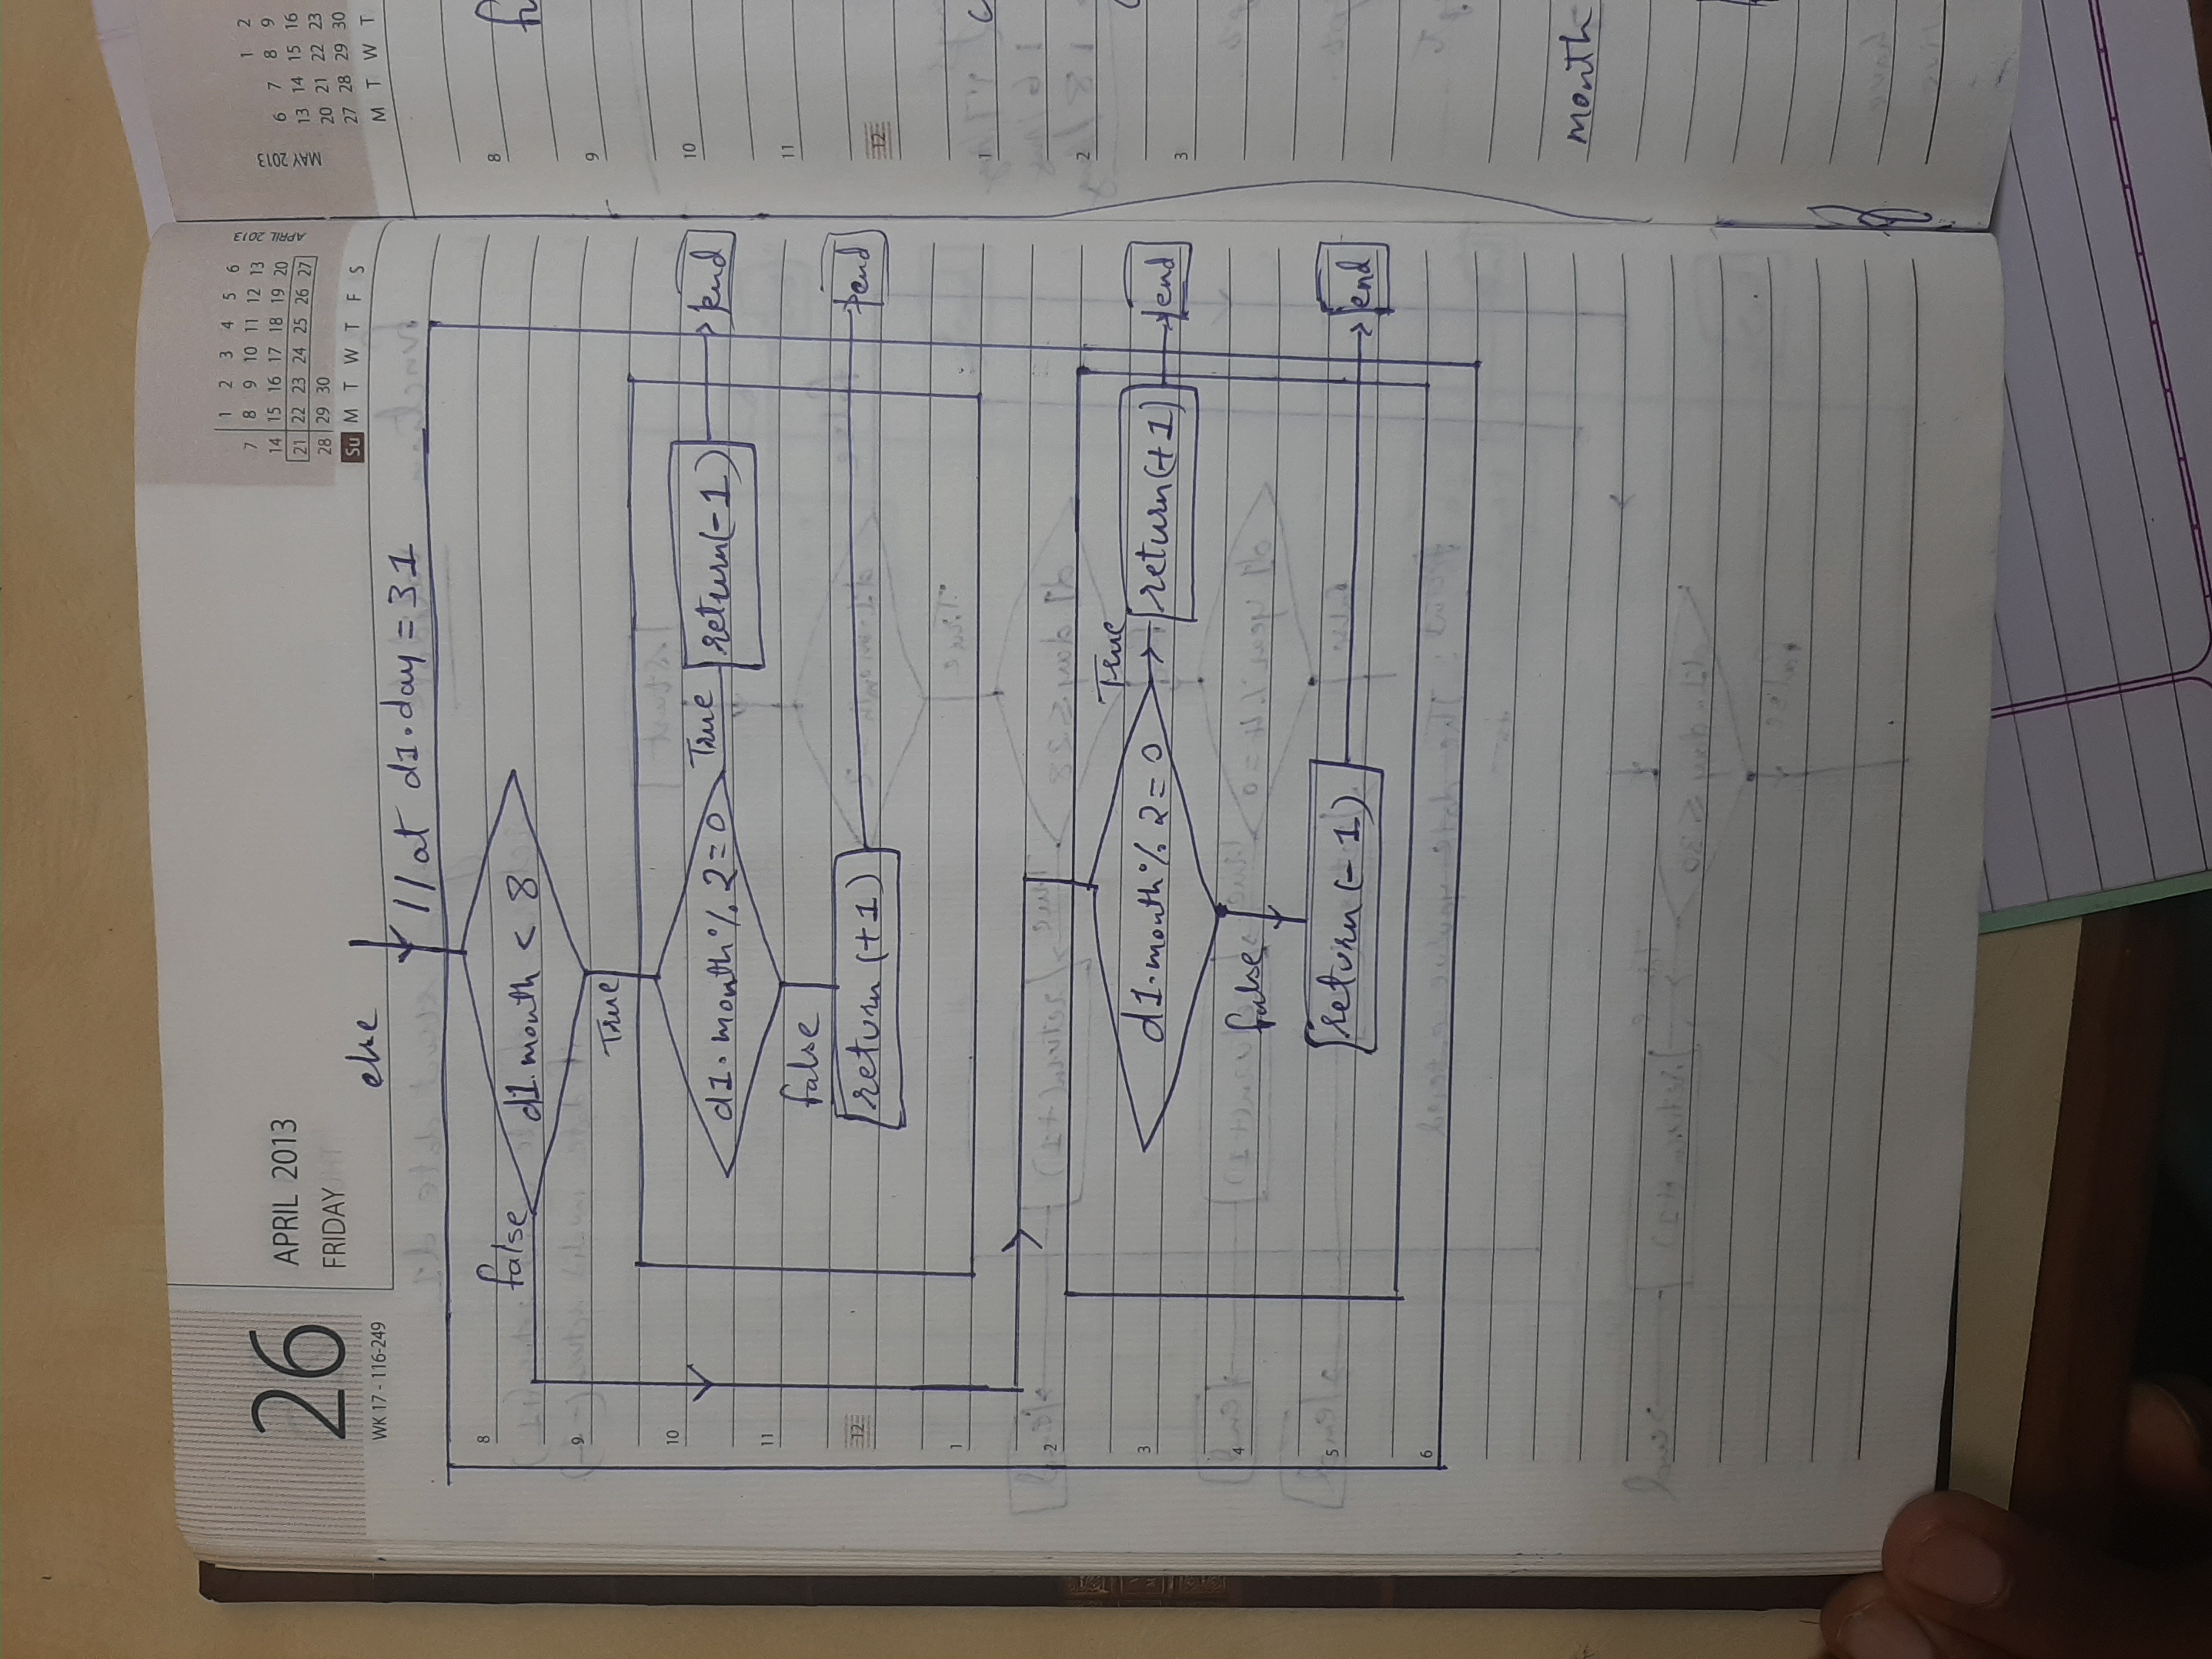 26
APRIL 2013
FRIDAY
WK 17 - 116-249
1 2 3 4 5 6
7 8 9 10 11 12 13
14 15 16 17 18 19 20
21 22 23 24 25 26 27
28 29 30
Su M T W T F S
APRIL 2013
MAY 2013
1 2
6 7 8 9
13 14 15 16
20 21 22 23
27 28 29 30
M T W T
else
// at d1.day = 31
8
false
d1.month < 8
9
True
10
d1.month % 2=0
True
return(-1)
end
11
false
12
return (+1)
end
1
2
3
d1.month % 2=0
True
return(+1)
end
4
false
5
return (-1)
end
6
8
9
10
11
12
1
2
3
month